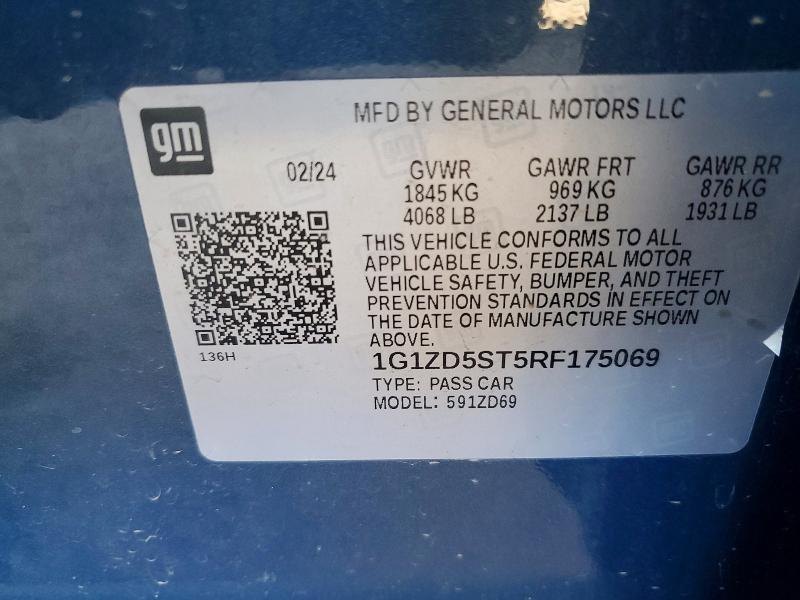 gm
MFD BY GENERAL MOTORS LLC
02/24 GVWR GAWR FRT GAWR RR
1845 KG 969 KG 876 KG
4068 LB 2137 LB 1931 LB
THIS VEHICLE CONFORMS TO ALL
APPLICABLE U.S. FEDERAL MOTOR
VEHICLE SAFETY, BUMPER, AND THEFT
PREVENTION STANDARDS IN EFFECT ON
THE DATE OF MANUFACTURE SHOWN
ABOVE.
136H
1G1ZD5ST5RF175069
TYPE: PASS CAR
MODEL: 591ZD69